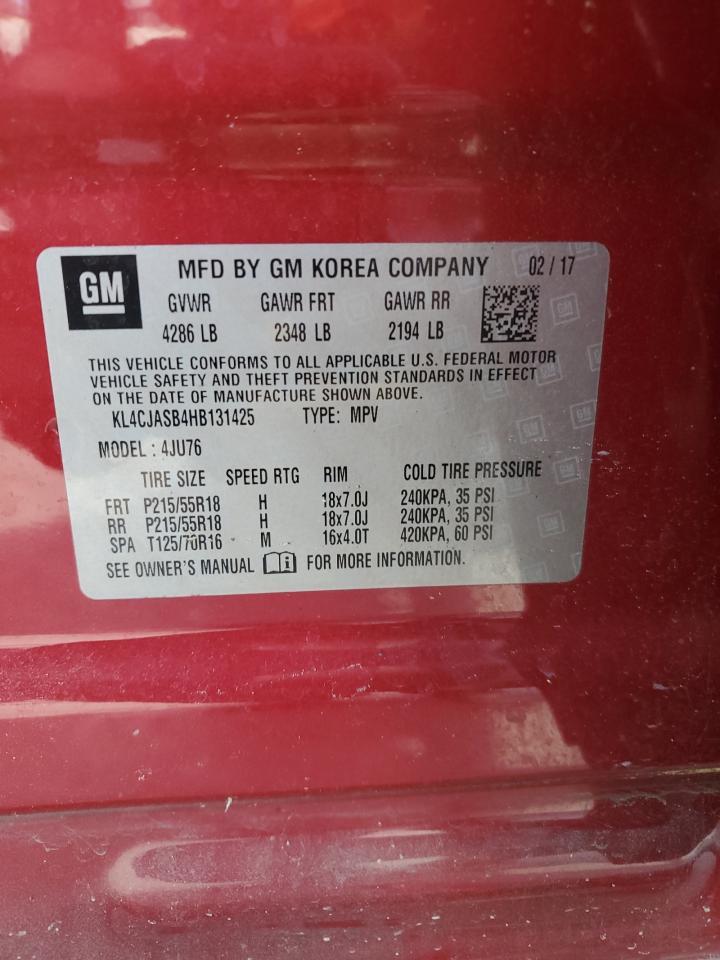 GM MFD BY GM KOREA COMPANY 02 / 17
GVWR GAWR FRT GAWR RR
4286 LB 2348 LB 2194 LB
THIS VEHICLE CONFORMS TO ALL APPLICABLE U.S. FEDERAL MOTOR
VEHICLE SAFETY AND THEFT PREVENTION STANDARDS IN EFFECT
ON THE DATE OF MANUFACTURE SHOWN ABOVE.
KL4CJASB4HB131425 TYPE: MPV
MODEL : 4JU76
TIRE SIZE SPEED RTG RIM COLD TIRE PRESSURE
FRT P215/55R18 H 18x7.0J 240KPA, 35 PSI
RR P215/55R18 H 18x7.0J 240KPA, 35 PSI
SPA T125/70R16 M 16x4.0T 420KPA, 60 PSI
SEE OWNER'S MANUAL FOR MORE INFORMATION.